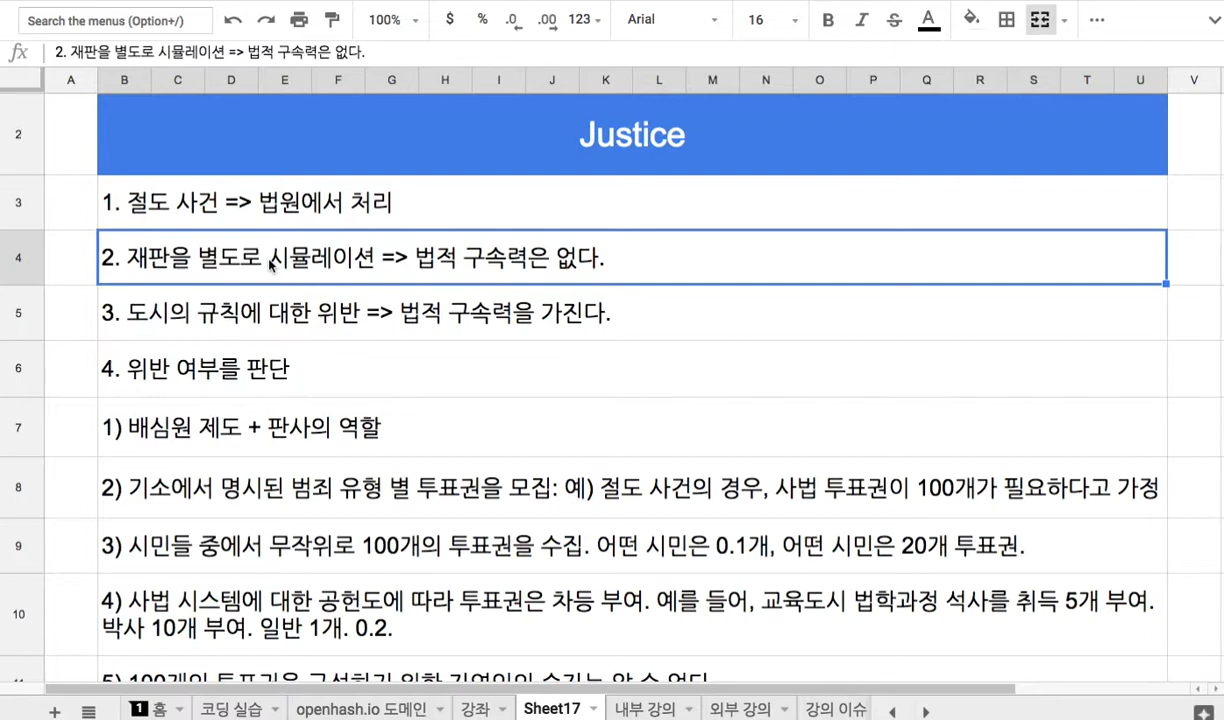 Search the menus (Option+/)
100%
$ % .0 .00 123
Arial
16
B I S A
fx
2. 재판을 별도로 시뮬레이션 => 법적 구속력은 없다.
A B C D E F G H I J K L M N O P Q R S T U V
2 Justice
3 1. 절도 사건 => 법원에서 처리
4 2. 재판을 별도로 시뮬레이션 => 법적 구속력은 없다.
5 3. 도시의 규칙에 대한 위반 => 법적 구속력을 가진다.
6 4. 위반 여부를 판단
7 1) 배심원 제도 + 판사의 역할
8 2) 기소에서 명시된 범죄 유형 별 투표권을 모집: 예) 절도 사건의 경우, 사법 투표권이 100개가 필요하다고 가정
9 3) 시민들 중에서 무작위로 100개의 투표권을 수집. 어떤 시민은 0.1개, 어떤 시민은 20개 투표권.
10 4) 사법 시스템에 대한 공헌도에 따라 투표권은 차등 부여. 예를 들어, 교육도시 법학과정 석사를 취득 5개 부여.
박사 10개 부여. 일반 1개. 0.2.
1 홈 코딩 실습 openhash.io 도메인 강좌 Sheet17 내부 강의 외부 강의 강의 이슈